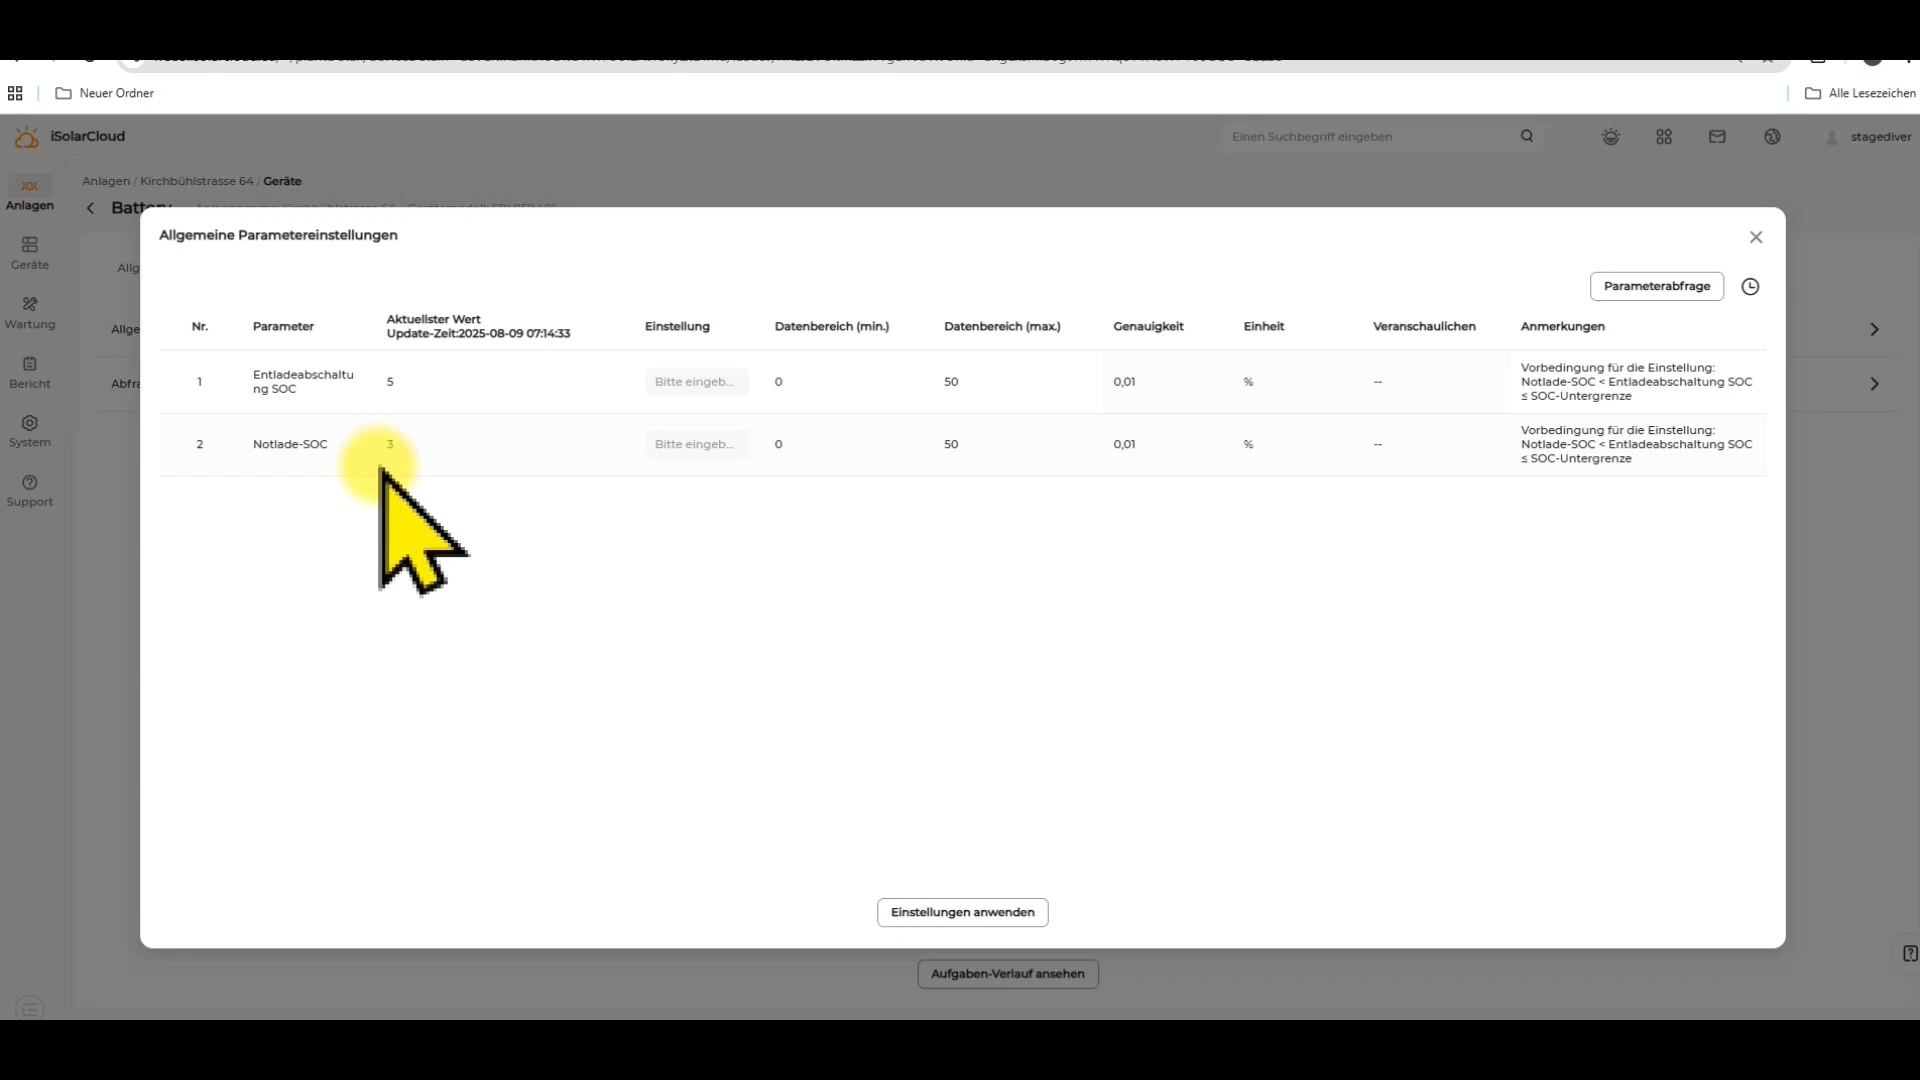 Neuer Ordner
Alle Lesezeichen
iSolarCloud
Einen Suchbegriff eingeben
stagediver
Anlagen / Kirchbühlstrasse 64 / Geräte
Anlagen
Geräte
Wartung
Bericht
System
Support
Allgemeine Parametereinstellungen
Parameterabfrage
Nr.
Parameter
Aktuellster Wert
Update-Zeit:2025-08-09 07:14:33
Einstellung
Datenbereich (min.)
Datenbereich (max.)
Genauigkeit
Einheit
Veranschaulichen
Anmerkungen
1
Entladeabschaltu
ng SOC
5
Bitte eingeb...
0
50
0,01
%
--
Vorbedingung für die Einstellung:
Notlade-SOC < Entladeabschaltung SOC
≤ SOC-Untergrenze
2
Notlade-SOC
3
Bitte eingeb...
0
50
0,01
%
--
Vorbedingung für die Einstellung:
Notlade-SOC < Entladeabschaltung SOC
≤ SOC-Untergrenze
Einstellungen anwenden
Aufgaben-Verlauf ansehen